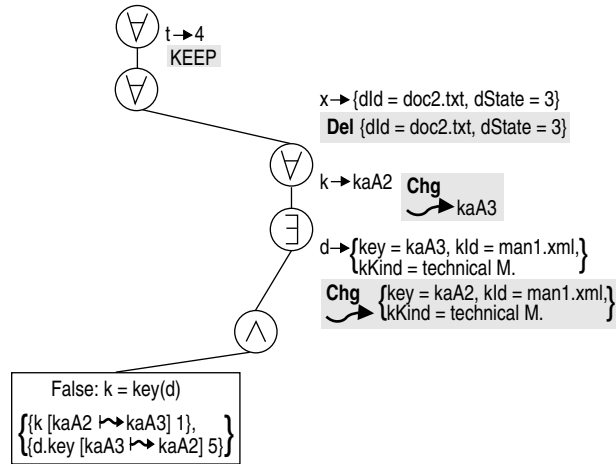 ∀
t→4
KEEP
∀
x→{dId = doc2.txt, dState = 3}
Del {dId = doc2.txt, dState = 3}
∀
k→kaA2
Chg
kaA3
∃
d→{key = kaA3, kId = man1.xml,
kKind = technical M.}
Chg {key = kaA2, kId = man1.xml,
kKind = technical M.}
∧
False: k = key(d)
{{k [kaA2 ↦ kaA3] 1},
{d.key [kaA3 ↦ kaA2] 5}}